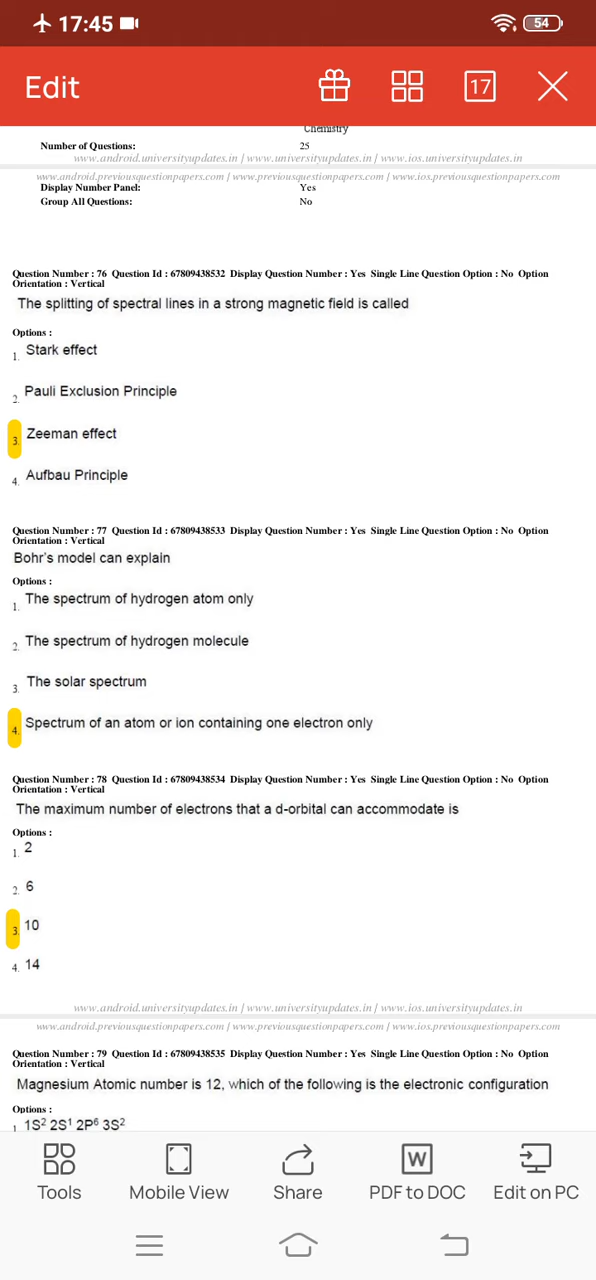 17:45
54
Edit
17
Chemistry
Number of Questions: 25
www.android.universityupdates.in | www.universityupdates.in | www.ios.universityupdates.in
www.android.previousquestionpapers.com | www.previousquestionpapers.com | www.ios.previousquestionpapers.com
Display Number Panel: Yes
Group All Questions: No
Question Number : 76 Question Id : 67809438532 Display Question Number : Yes Single Line Question Option : No Option
Orientation : Vertical
The splitting of spectral lines in a strong magnetic field is called
Options :
1. Stark effect
2. Pauli Exclusion Principle
3. Zeeman effect
4. Aufbau Principle
Question Number : 77 Question Id : 67809438533 Display Question Number : Yes Single Line Question Option : No Option
Orientation : Vertical
Bohr's model can explain
Options :
1. The spectrum of hydrogen atom only
2. The spectrum of hydrogen molecule
3. The solar spectrum
4. Spectrum of an atom or ion containing one electron only
Question Number : 78 Question Id : 67809438534 Display Question Number : Yes Single Line Question Option : No Option
Orientation : Vertical
The maximum number of electrons that a d-orbital can accommodate is
Options :
1. 2
2. 6
3. 10
4. 14
www.android.universityupdates.in | www.universityupdates.in | www.ios.universityupdates.in
www.android.previousquestionpapers.com | www.previousquestionpapers.com | www.ios.previousquestionpapers.com
Question Number : 79 Question Id : 67809438535 Display Question Number : Yes Single Line Question Option : No Option
Orientation : Vertical
Magnesium Atomic number is 12, which of the following is the electronic configuration
Options :
1 1S² 2S¹ 2P⁶ 3S²
Tools
Mobile View
Share
W
PDF to DOC
Edit on PC